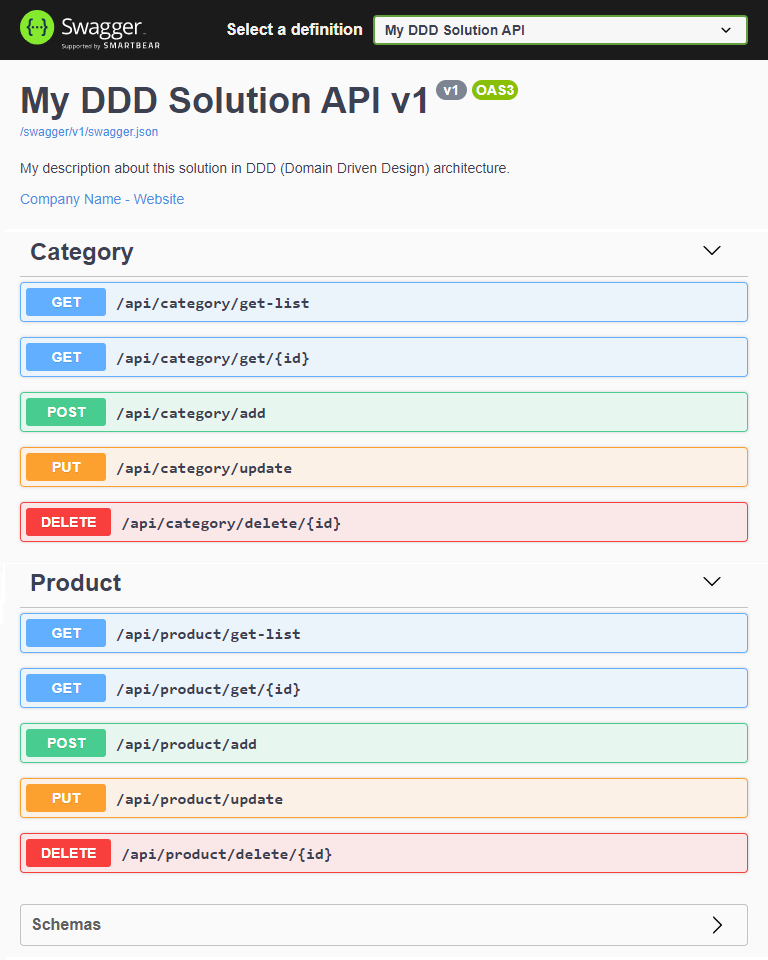 {···} Swagger
Supported by SMARTBEAR
Select a definition
My DDD Solution API
My DDD Solution API v1 v1 OAS3
/swagger/v1/swagger.json
My description about this solution in DDD (Domain Driven Design) architecture.
Company Name - Website
Category
GET /api/category/get-list
GET /api/category/get/{id}
POST /api/category/add
PUT /api/category/update
DELETE /api/category/delete/{id}
Product
GET /api/product/get-list
GET /api/product/get/{id}
POST /api/product/add
PUT /api/product/update
DELETE /api/product/delete/{id}
Schemas